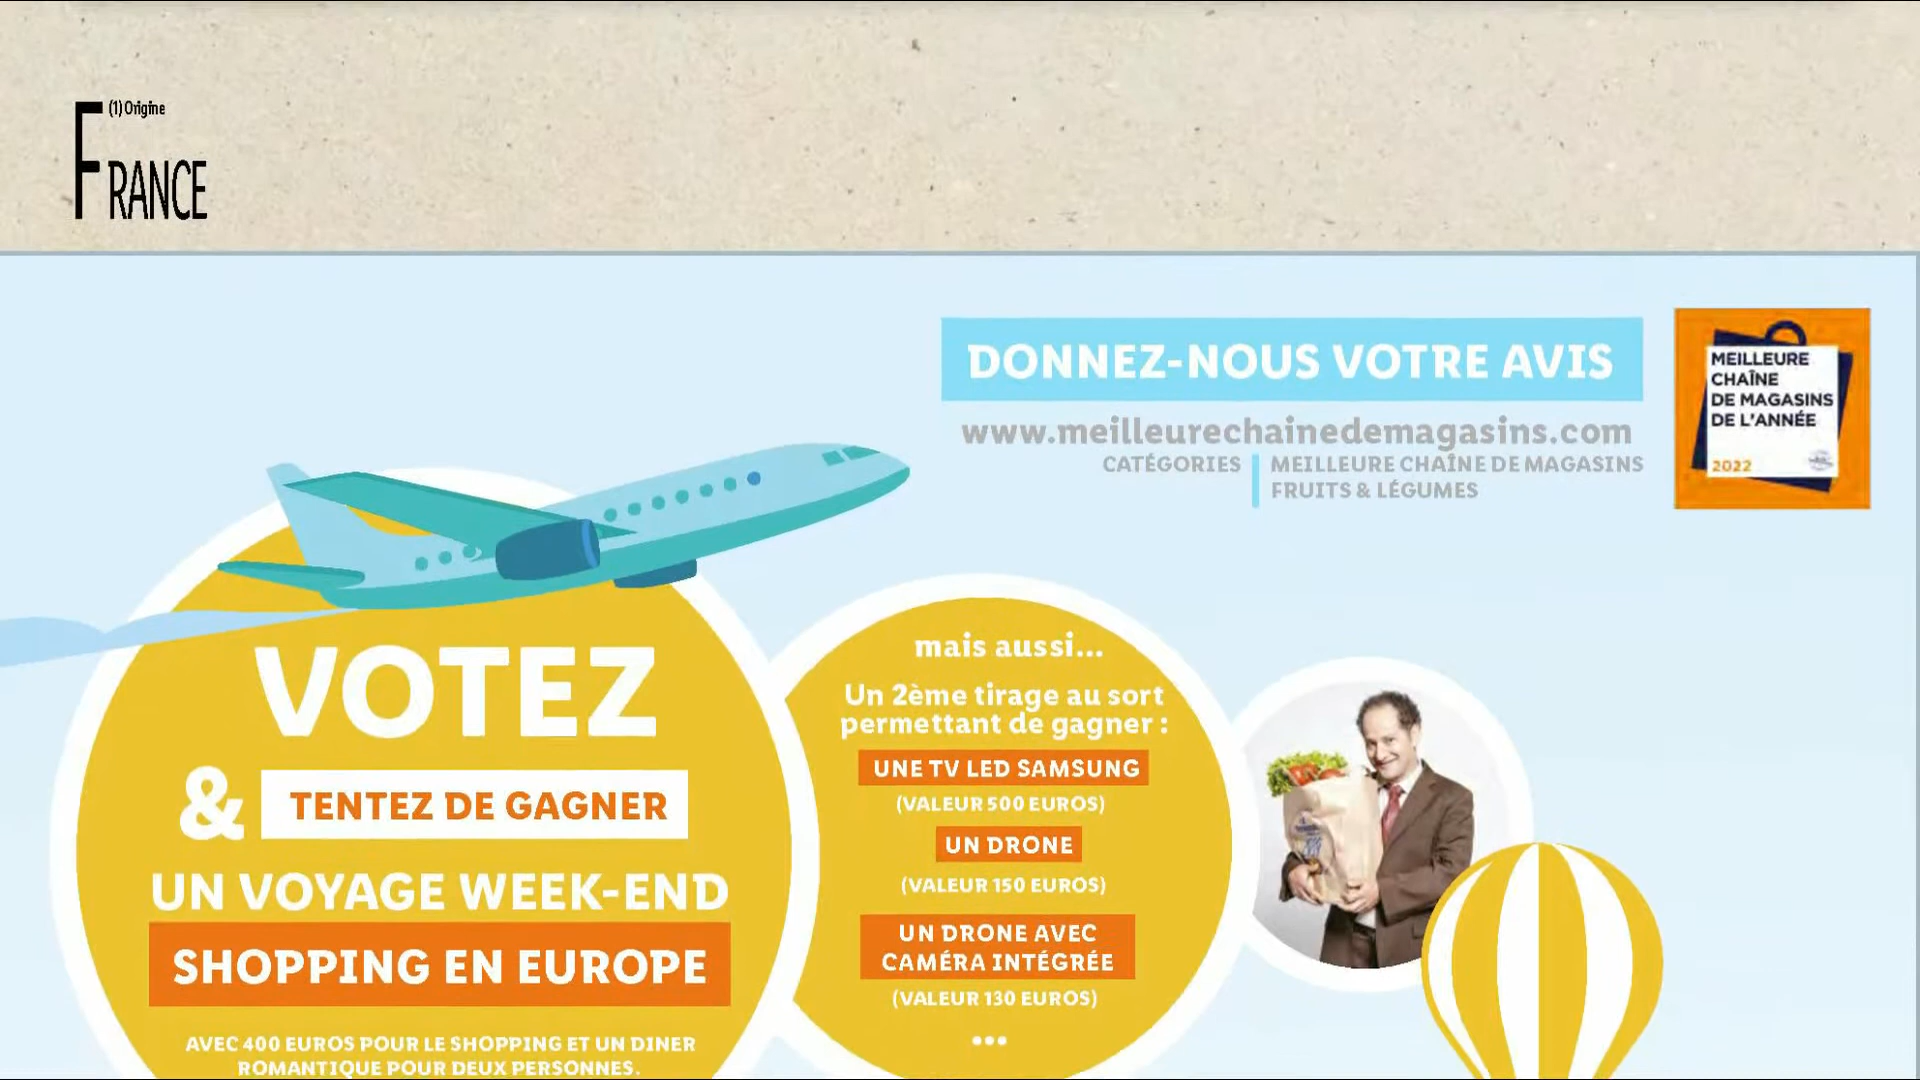 (1) Origine
FRANCE
DONNEZ-NOUS VOTRE AVIS
www.meilleurechainedemagasins.com
CATÉGORIES
MEILLEURE CHAÎNE DE MAGASINS
FRUITS & LÉGUMES
MEILLEURE
CHAÎNE
DE MAGASINS
DE L'ANNÉE
2022
VOTEZ
& TENTEZ DE GAGNER
UN VOYAGE WEEK-END
SHOPPING EN EUROPE
AVEC 400 EUROS POUR LE SHOPPING ET UN DINER
ROMANTIQUE POUR DEUX PERSONNES.
mais aussi...
Un 2ème tirage au sort
permettant de gagner :
UNE TV LED SAMSUNG
(VALEUR 500 EUROS)
UN DRONE
(VALEUR 150 EUROS)
UN DRONE AVEC
CAMÉRA INTÉGRÉE
(VALEUR 130 EUROS)
...